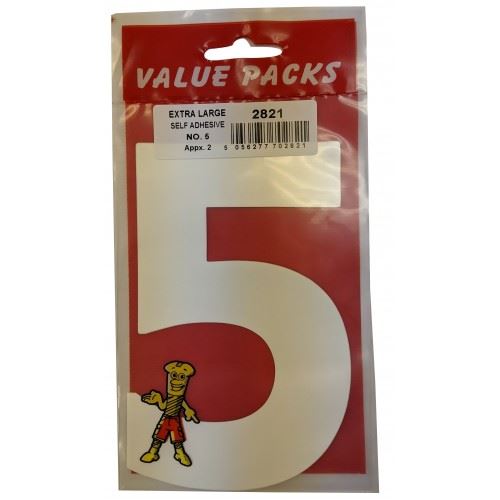 VALUE PACKS
EXTRA LARGE 2821
SELF ADHESIVE
NO. 5
Appx. 2 5 056277 702821
5